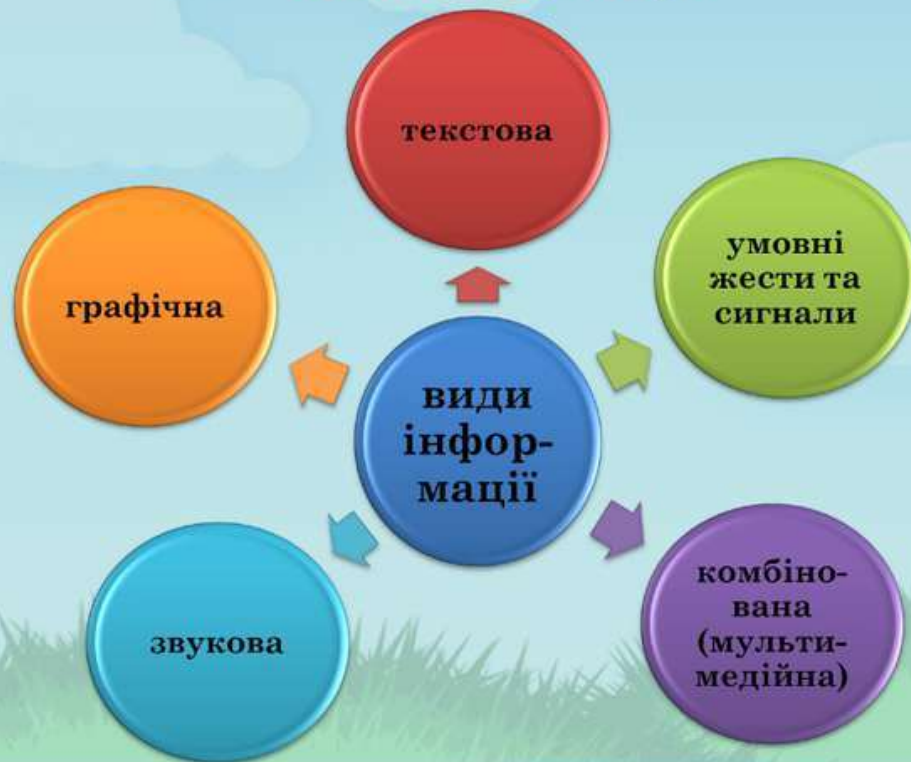 текстова
умовні
жести та
сигнали
графічна
види
інфор-
мації
комбіно-
вана
(мульти-
медійна)
звукова